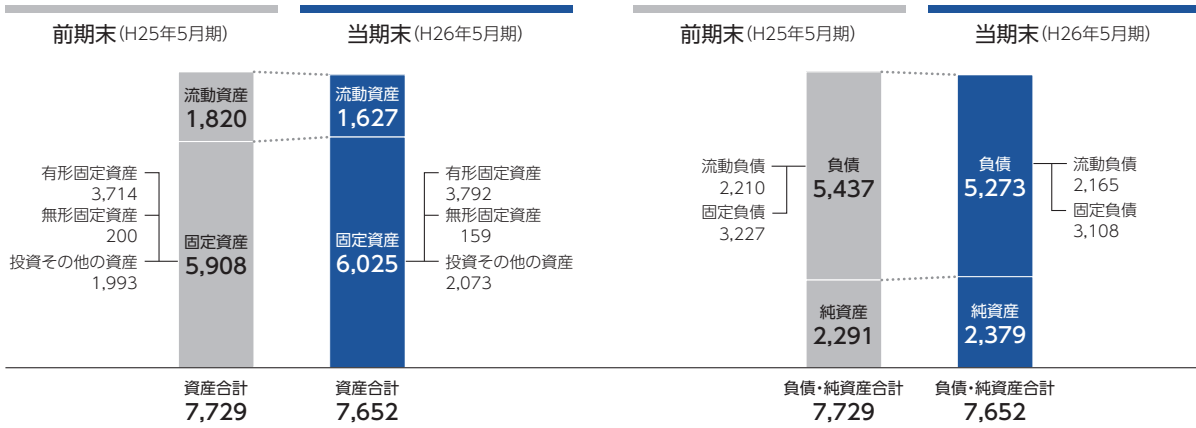 前期末(H25年5月期)
当期末(H26年5月期)
流動資産
1,820
流動資産
1,627
有形固定資産
3,714
無形固定資産
200
投資その他の資産
1,993
固定資産
5,908
固定資産
6,025
有形固定資産
3,792
無形固定資産
159
投資その他の資産
2,073
資産合計
7,729
資産合計
7,652
前期末(H25年5月期)
当期末(H26年5月期)
流動負債
2,210
固定負債
3,227
負債
5,437
負債
5,273
流動負債
2,165
固定負債
3,108
純資産
2,291
純資産
2,379
負債・純資産合計
7,729
負債・純資産合計
7,652